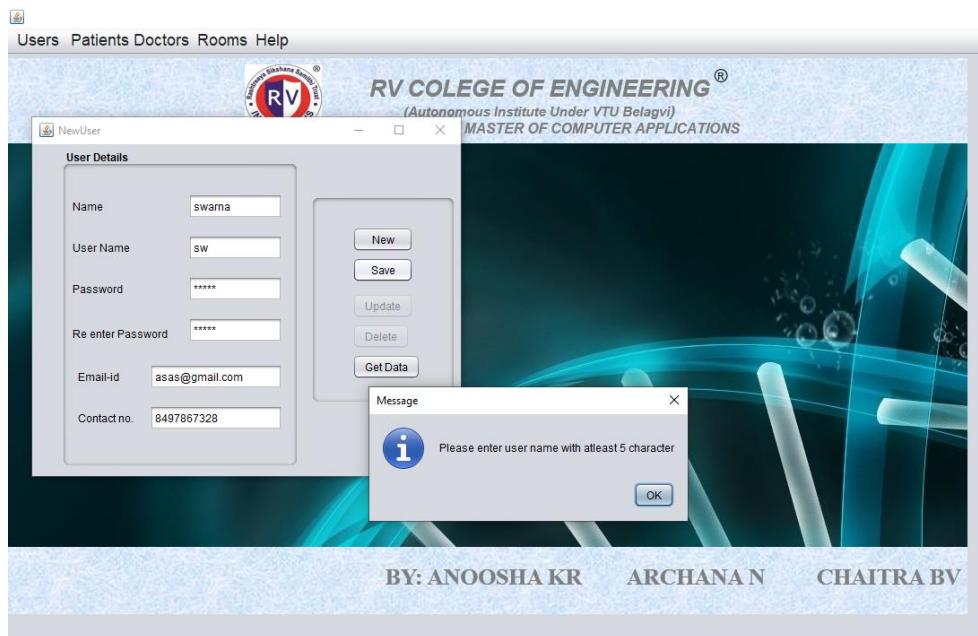 Users Patients Doctors Rooms Help
RV
RV COLEGE OF ENGINEERING ®
(Autonomous Institute Under VTU Belagvi)
MASTER OF COMPUTER APPLICATIONS
NewUser
User Details
Name swarna
User Name sw
Password *****
Re enter Password *****
Email-id asas@gmail.com
Contact no. 8497867328
New
Save
Update
Delete
Get Data
Message
Please enter user name with atleast 5 character
OK
BY: ANOOSHA KR ARCHANA N CHAITRA BV